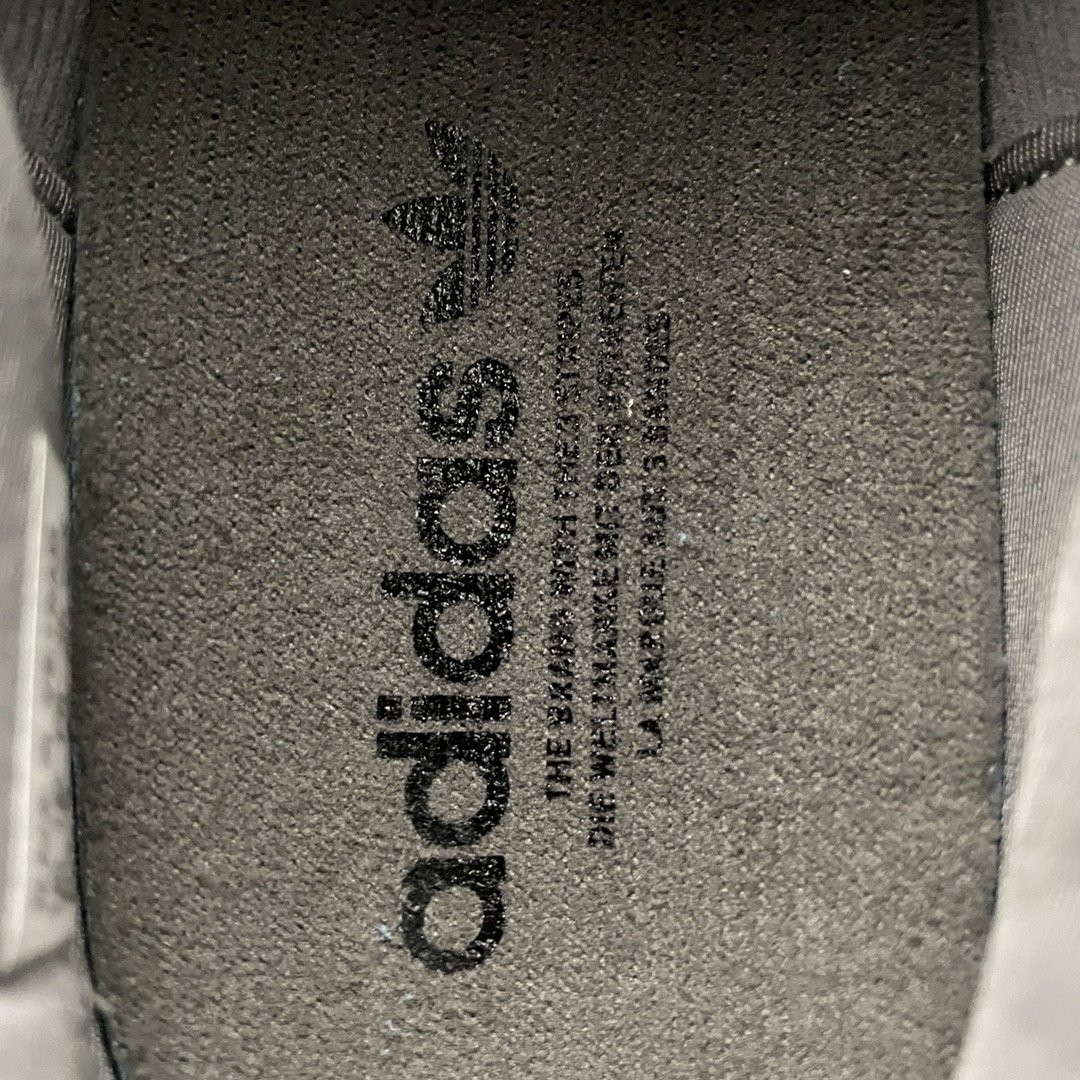 adidas
THE BRAND WITH THE 3 STRIPES
DIE WELTMARKE MIT DEN 3 STREIFEN
LA MARQUE AUX 3 BANDES